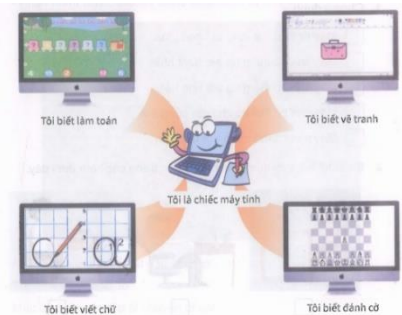 Tôi biết làm toán
Tôi biết vẽ tranh
Tôi là chiếc máy tính
Tôi biết viết chữ
Tôi biết đánh cờ